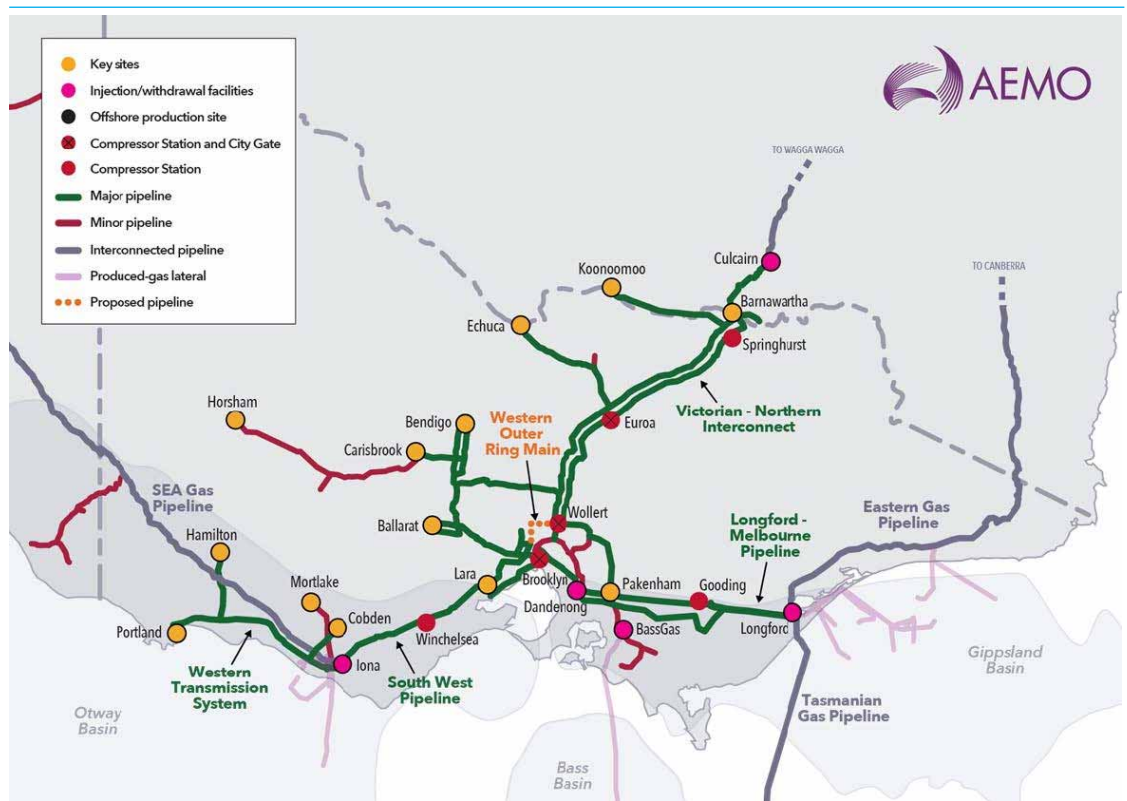 Key sites
Injection/withdrawal facilities
Offshore production site
Compressor Station and City Gate
Compressor Station
Major pipeline
Minor pipeline
Interconnected pipeline
Produced-gas lateral
Proposed pipeline
AEMO
TO WAGGA WAGGA
Culcairn
TO CANBERRA
Koonoomoo
Barnawartha
Echuca
Springhurst
Horsham
Bendigo
Western
Outer
Ring Main
Euroa
Victorian - Northern
Interconnect
Carisbrook
SEA Gas
Pipeline
Wollert
Eastern Gas
Pipeline
Ballarat
Longford -
Melbourne
Pipeline
Hamilton
Lara
Brooklyn
Pakenham
Gooding
Mortlake
Dandenong
Cobden
Longford
Portland
Winchelsea
BassGas
Iona
Western
Transmission
System
South West
Pipeline
Gippsland
Basin
Tasmanian
Gas Pipeline
Otway
Basin
Bass
Basin